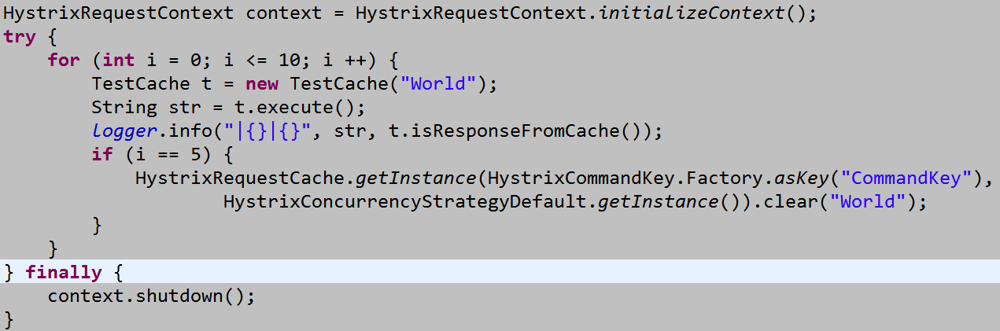 HystrixRequestContext context = HystrixRequestContext.initializeContext();
try {
    for (int i = 0; i <= 10; i ++) {
        TestCache t = new TestCache("World");
        String str = t.execute();
        logger.info("|{}|{}", str, t.isResponseFromCache());
        if (i == 5) {
            HystrixRequestCache.getInstance(HystrixCommandKey.Factory.asKey("CommandKey"),
                    HystrixConcurrencyStrategyDefault.getInstance()).clear("World");
        }
    }
} finally {
    context.shutdown();
}